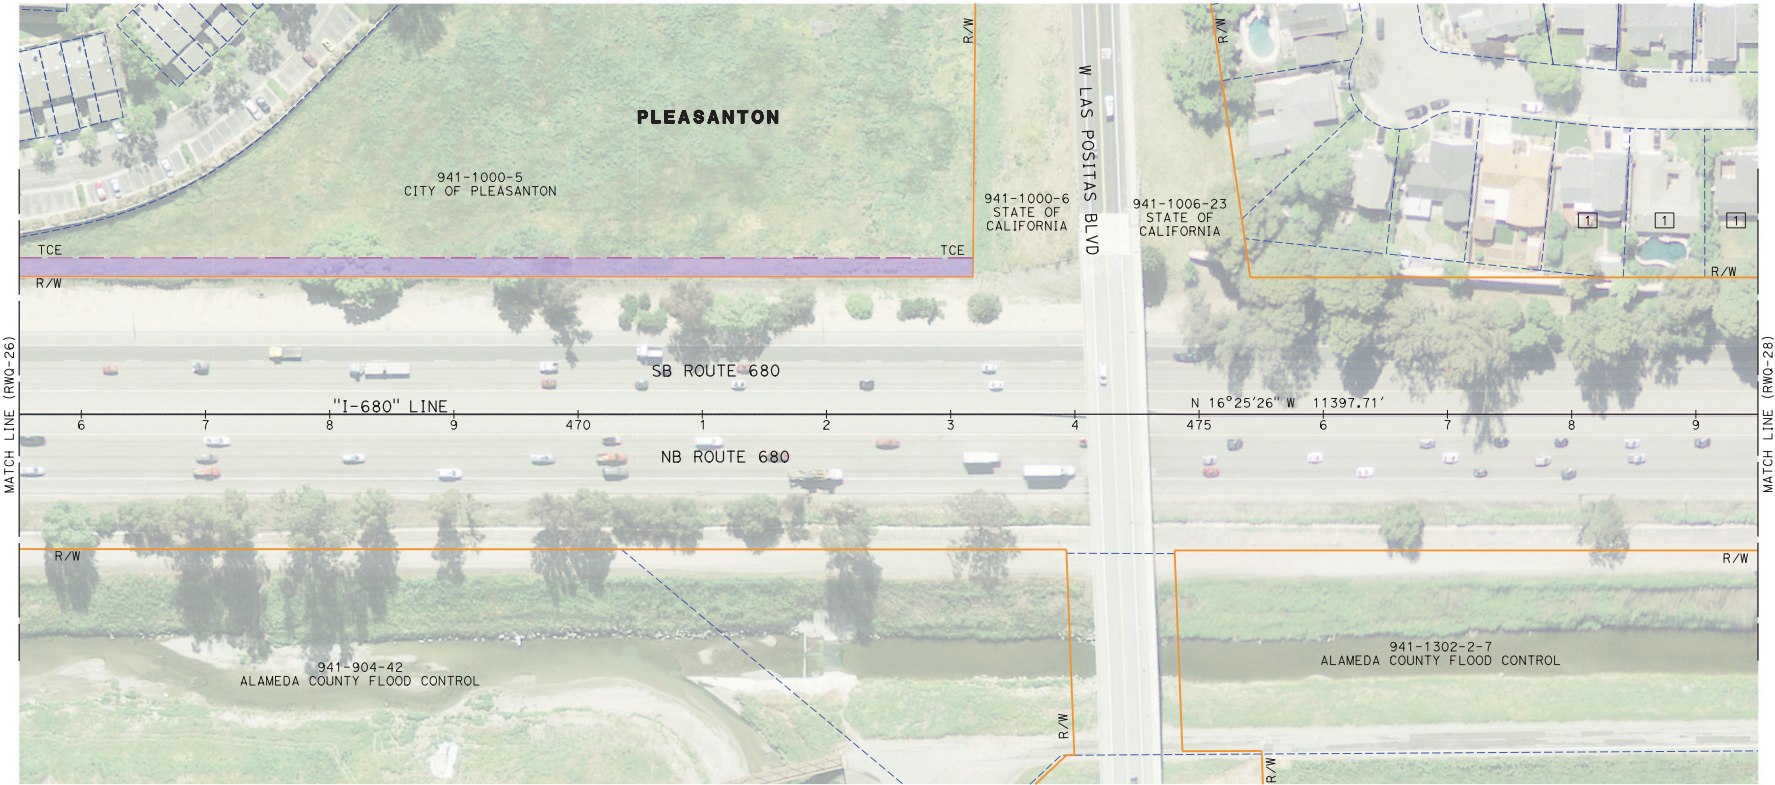 R/W
R/W
PLEASANTON
W LAS POSITAS BLVD
941-1000-5
CITY OF PLEASANTON
941-1000-6
STATE OF
CALIFORNIA
941-1006-23
STATE OF
CALIFORNIA
1
1
1
TCE
TCE
R/W
R/W
MATCH LINE (RWQ-26)
MATCH LINE (RWQ-28)
SB ROUTE 680
"I-680" LINE
N 16°25'26" W 11397.71'
6 7 8 9 470 1 2 3 4 475 6 7 8 9
NB ROUTE 680
R/W
R/W
941-904-42
ALAMEDA COUNTY FLOOD CONTROL
941-1302-2-7
ALAMEDA COUNTY FLOOD CONTROL
R/W
R/W